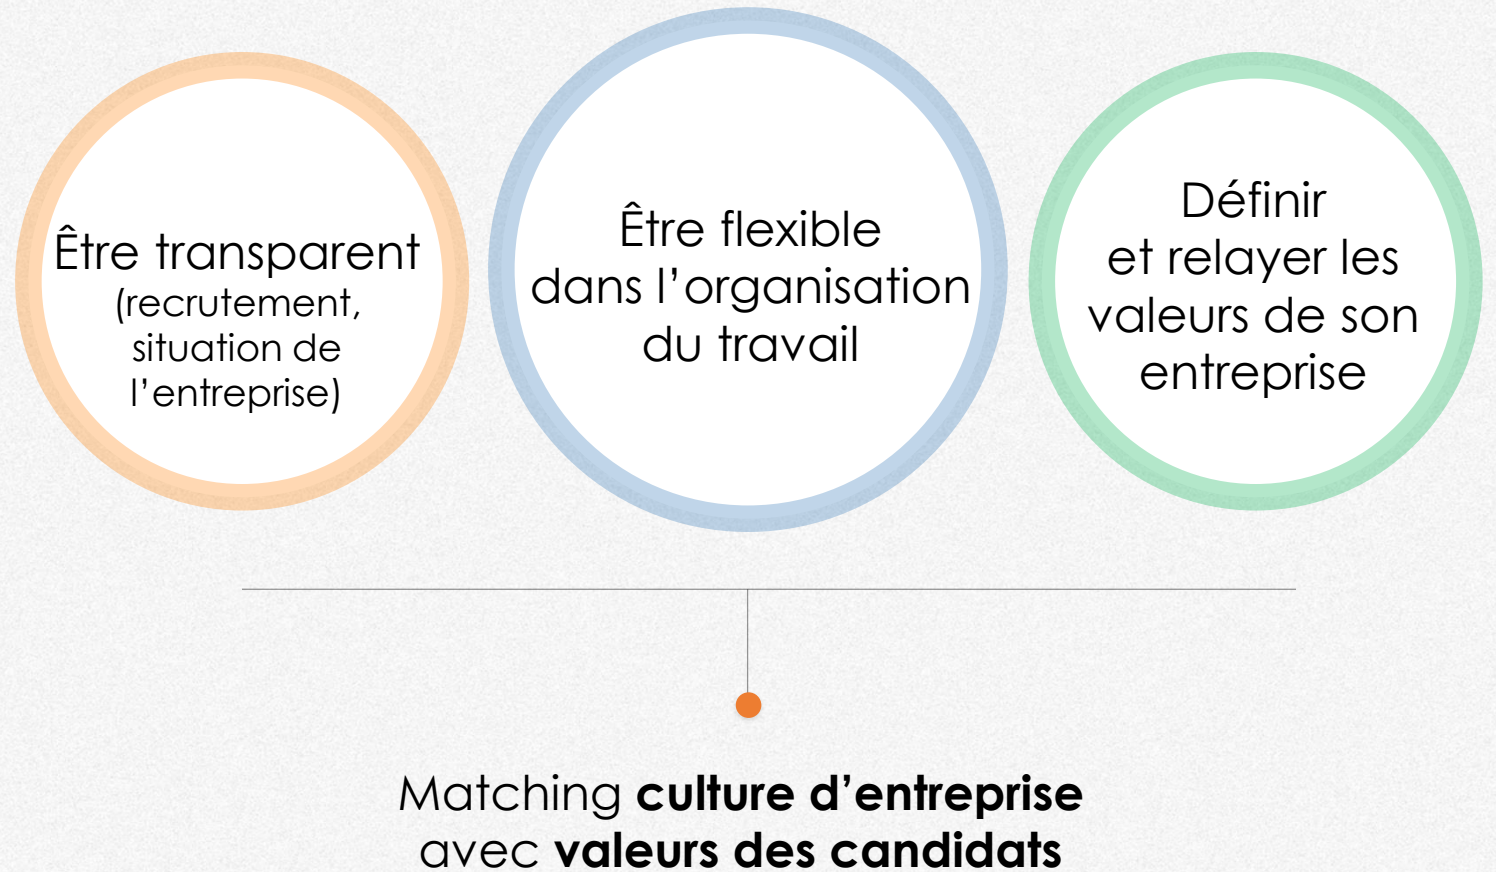 Être transparent
(recrutement,
situation de
l’entreprise)
Être flexible
dans l’organisation
du travail
Définir
et relayer les
valeurs de son
entreprise
Matching culture d’entreprise
avec valeurs des candidats